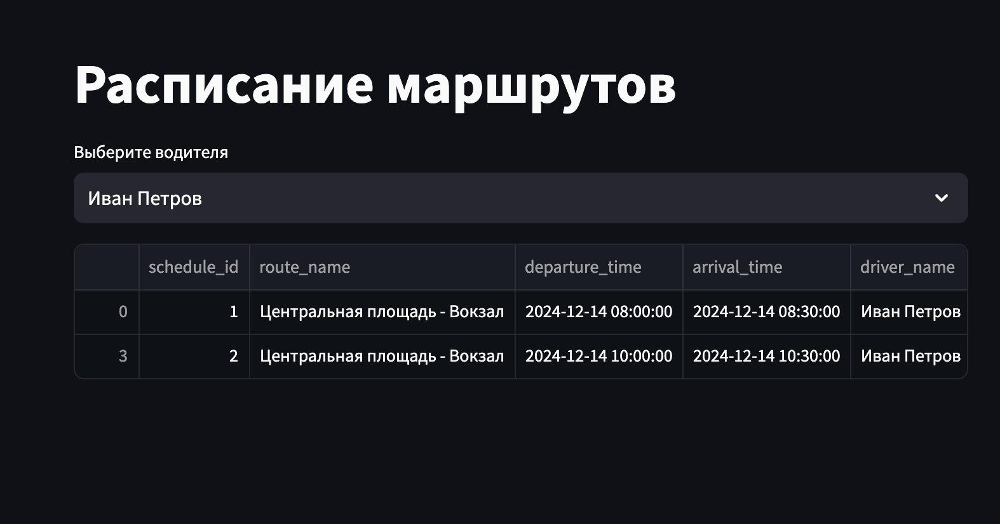 Расписание маршрутов
Выберите водителя
Иван Петров
schedule_id route_name departure_time arrival_time driver_name
0 1 Центральная площадь - Вокзал 2024-12-14 08:00:00 2024-12-14 08:30:00 Иван Петров
3 2 Центральная площадь - Вокзал 2024-12-14 10:00:00 2024-12-14 10:30:00 Иван Петров